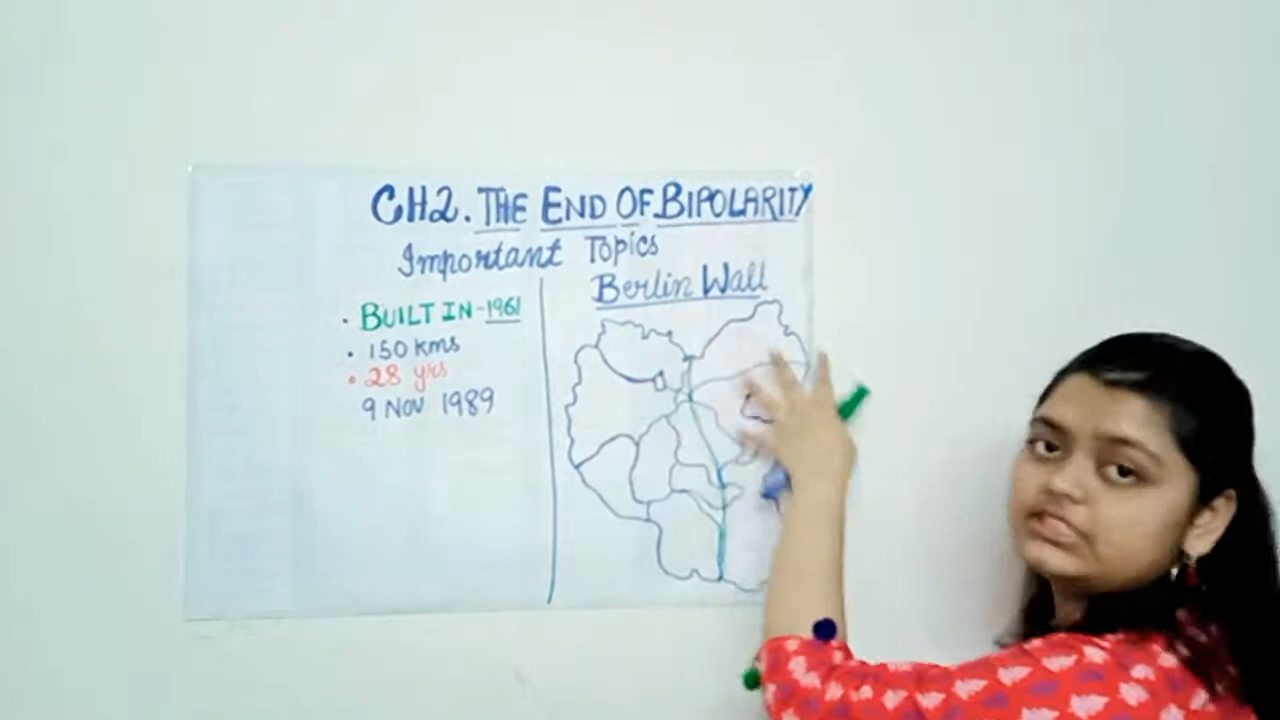 CH2. THE END OF BIPOLARITY
Important Topics
Berlin Wall
• BUILT IN - 1961
• 150 kms
• 28 yrs
9 NOV 1989